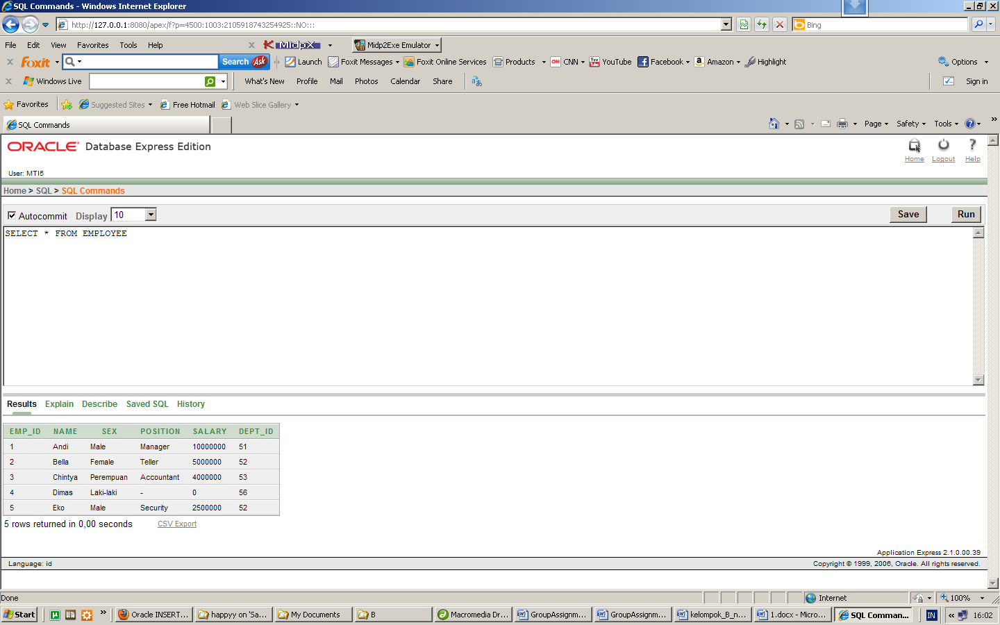 SQL Commands - Windows Internet Explorer
http://127.0.0.1:8080/apex/f?p=4500:1003:2105918743254925::NO:::
Bing
File Edit View Favorites Tools Help
MidpX
Midp2Exe Emulator
Foxit Search Ask Launch Foxit Messages Foxit Online Services Products CNN YouTube Facebook Amazon Highlight Options
Windows Live What's New Profile Mail Photos Calendar Share Sign in
Favorites Suggested Sites Free Hotmail Web Slice Gallery
SQL Commands Page Safety Tools
ORACLE Database Express Edition
Home Logout Help
User: MTI5
Home > SQL > SQL Commands
Autocommit Display 10 Save Run
SELECT * FROM EMPLOYEE
Results Explain Describe Saved SQL History
EMP_ID NAME SEX POSITION SALARY DEPT_ID
1 Andi Male Manager 10000000 51
2 Bella Female Teller 5000000 52
3 Chintya Perempuan Accountant 4000000 53
4 Dimas Laki-laki - 0 56
5 Eko Male Security 2500000 52
5 rows returned in 0,00 seconds CSV Export
Application Express 2.1.0.00.39
Language: id Copyright © 1999, 2006, Oracle. All rights reserved.
Done Internet 100%
Start Oracle INSERT... happyy on 'Sa... My Documents B Macromedia Dr... GroupAssignm... GroupAssignm... kelompok_B_n... 1.docx - Micro... SQL Comman... IN 16:02